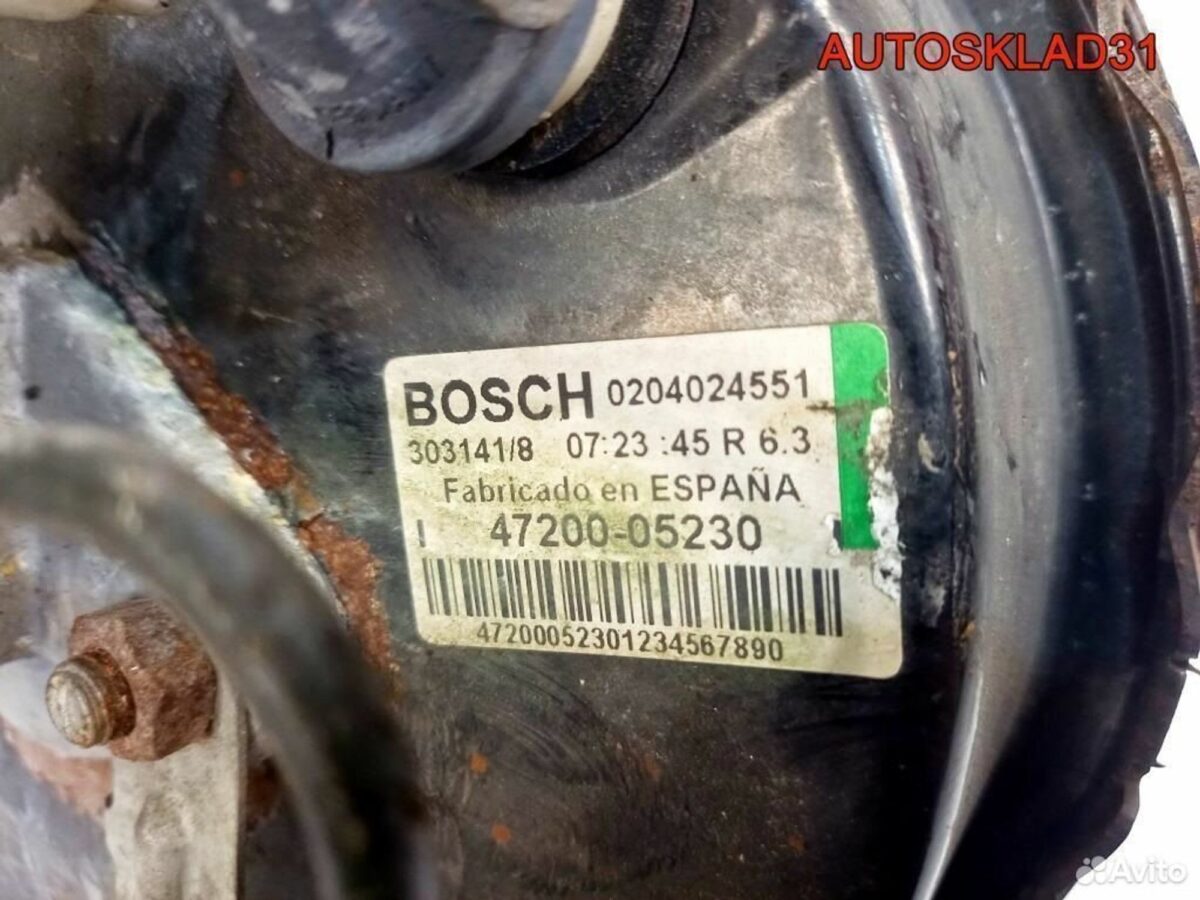 AUTOSKLAD31
BOSCH 0204024551
303141/8 07:23 :45 R 6.3
Fabricado en ESPAÑA
47200-05230
47200052301234567890
Avito